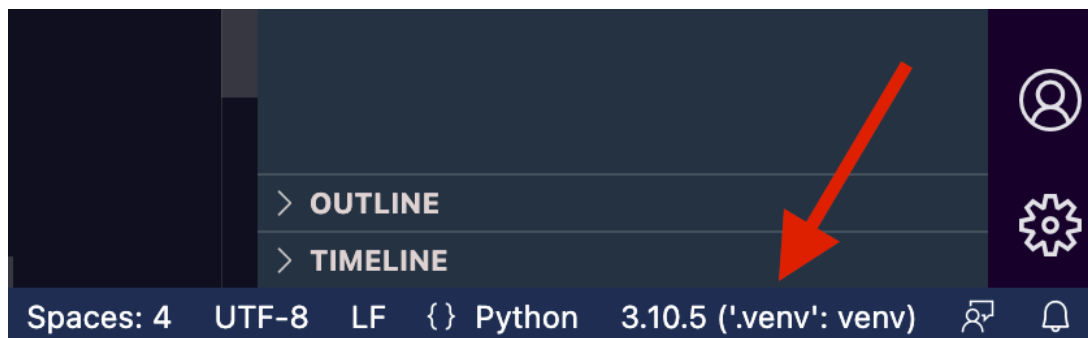 OUTLINE
TIMELINE
Spaces: 4 UTF-8 LF {} Python 3.10.5 ('.venv': venv)